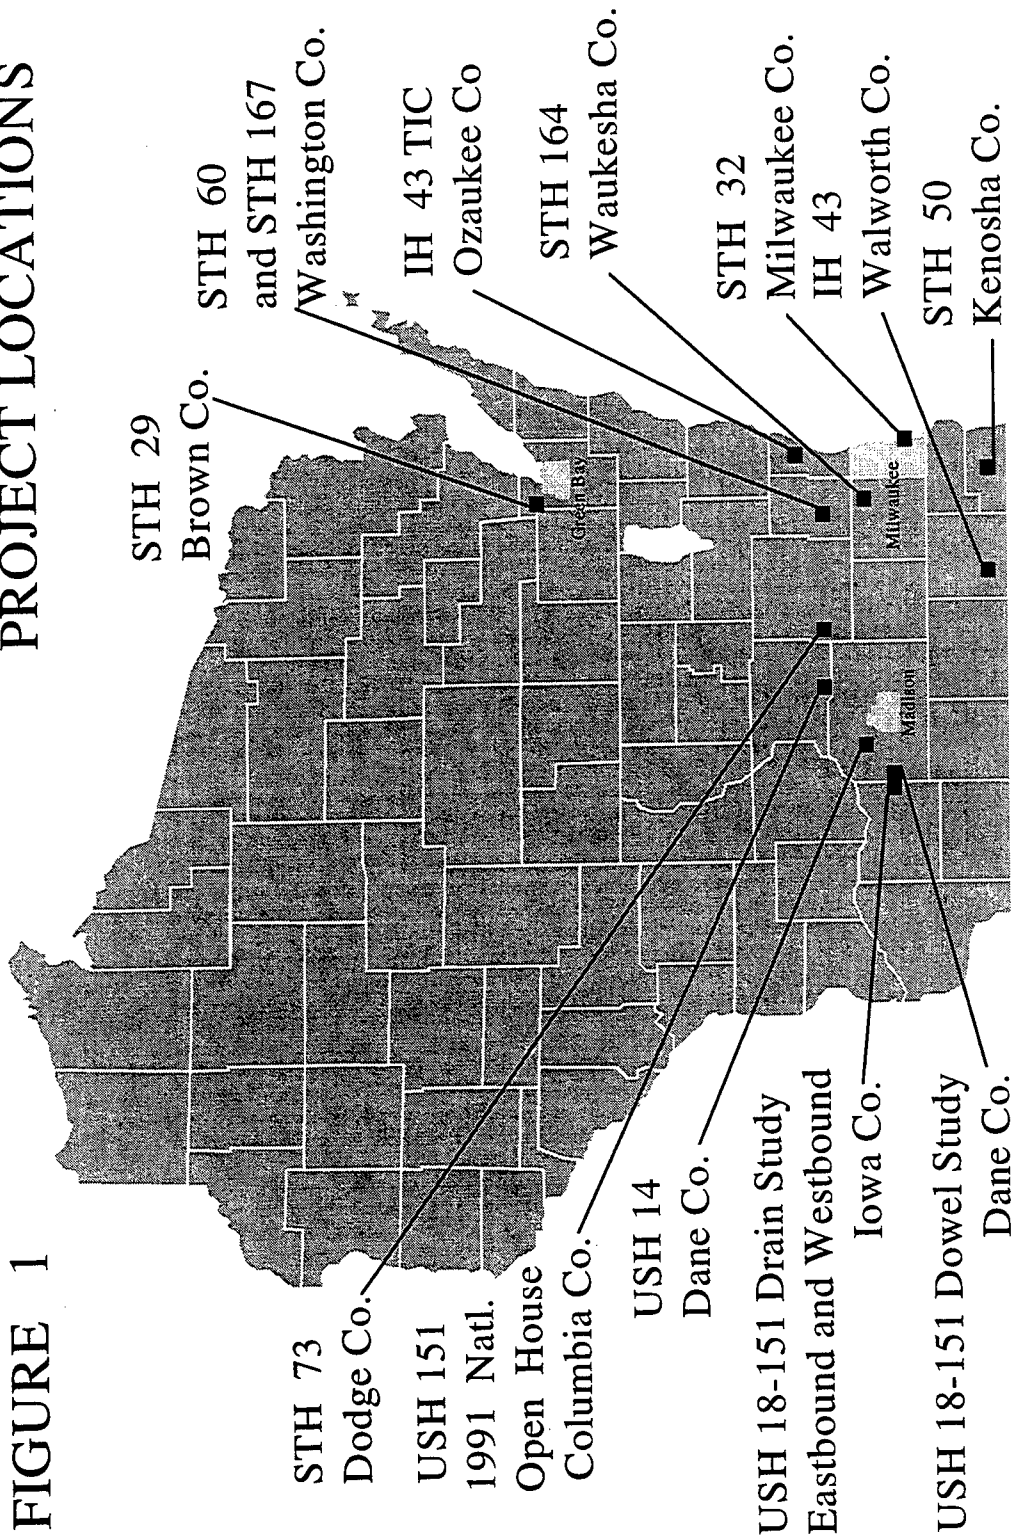 FIGURE 1
PROJECT LOCATIONS
STH 29
Brown Co.
STH 60
and STH 167
Washington Co.
IH 43 TIC
Ozaukee Co
STH 164
Waukesha Co.
STH 32
Milwaukee Co.
IH 43
Walworth Co.
STH 50
Kenosha Co.
STH 73
Dodge Co.
USH 151
1991 Natl.
Open House
Columbia Co.
USH 14
Dane Co.
USH 18-151 Drain Study
Eastbound and Westbound
Iowa Co.
USH 18-151 Dowel Study
Dane Co.
Green Bay
Milwaukee
Madison